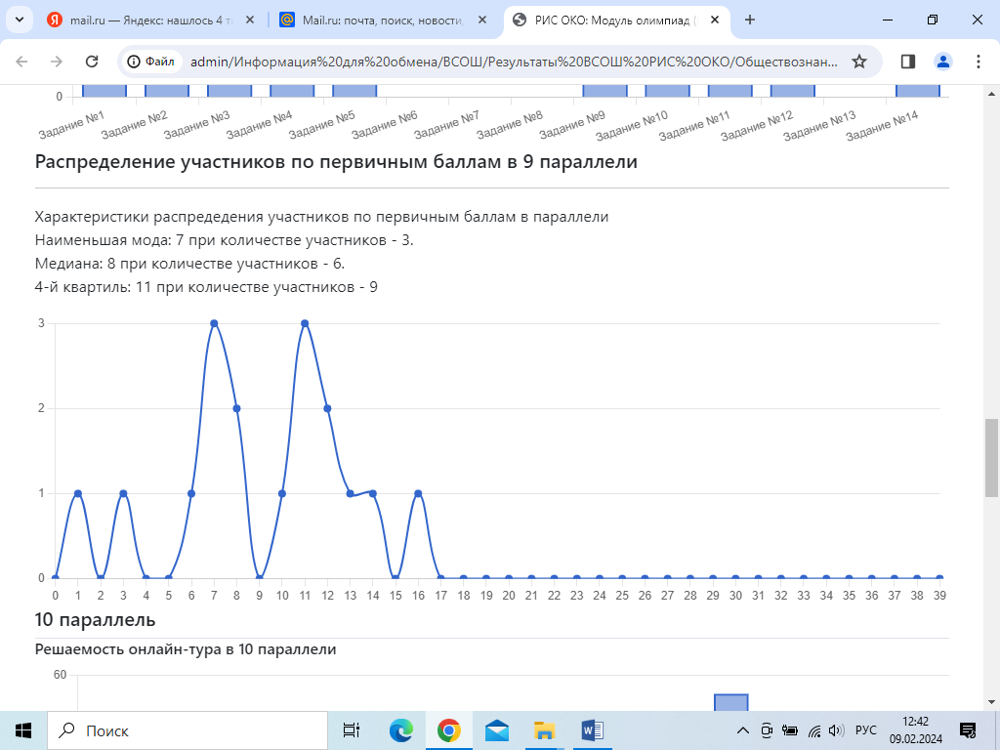 mail.ru — Яндекс: нашлось 4 т
Mail.ru: почта, поиск, новости,
РИС ОКО: Модуль олимпиад (
Файл
admin/Информация%20для%20обмена/ВСОШ/Результаты%20ВСОШ%20РИС%20ОКО/Обществознан...
0
Задание №1 Задание №2 Задание №3 Задание №4 Задание №5 Задание №6 Задание №7 Задание №8 Задание №9 Задание №10 Задание №11 Задание №12 Задание №13 Задание №14
Распределение участников по первичным баллам в 9 параллели
Характеристики распредедения участников по первичным баллам в параллели
Наименьшая мода: 7 при количестве участников - 3.
Медиана: 8 при количестве участников - 6.
4-й квартиль: 11 при количестве участников - 9
3
2
1
0
0 1 2 3 4 5 6 7 8 9 10 11 12 13 14 15 16 17 18 19 20 21 22 23 24 25 26 27 28 29 30 31 32 33 34 35 36 37 38 39
10 параллель
Решаемость онлайн-тура в 10 параллели
60
Поиск
РУС
12:42
09.02.2024